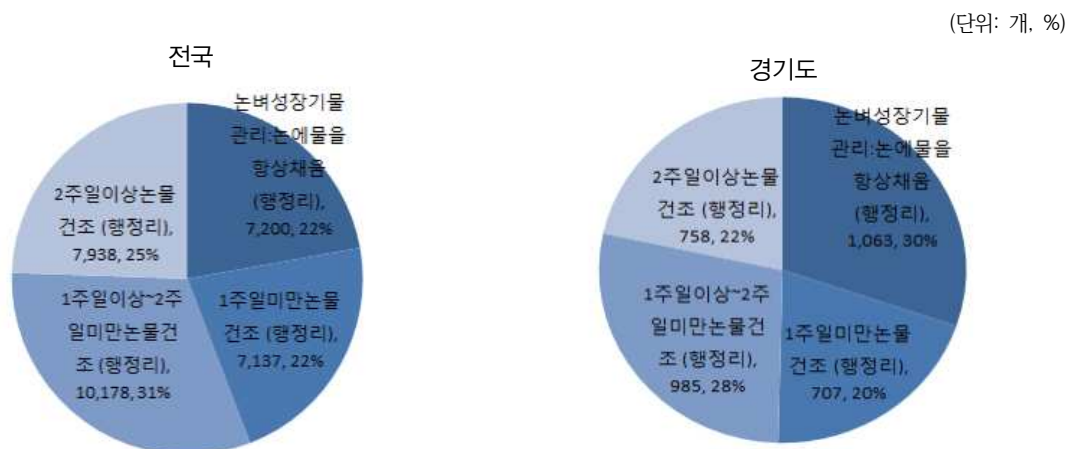 (단위: 개, %)
전국
논벼성장기물
관리:논에물을
항상채움
(행정리),
7,200, 22%
2주일이상논물
건조 (행정리),
7,938, 25%
1주일이상~2주
일미만논물건
조 (행정리),
10,178, 31%
1주일미만논물
건조 (행정리),
7,137, 22%
경기도
논벼성장기물
관리:논에물을
항상채움
(행정리),
1,063, 30%
2주일이상논물
건조 (행정리),
758, 22%
1주일이상~2주
일미만논물건
조 (행정리),
985, 28%
1주일미만논물
건조 (행정리),
707, 20%